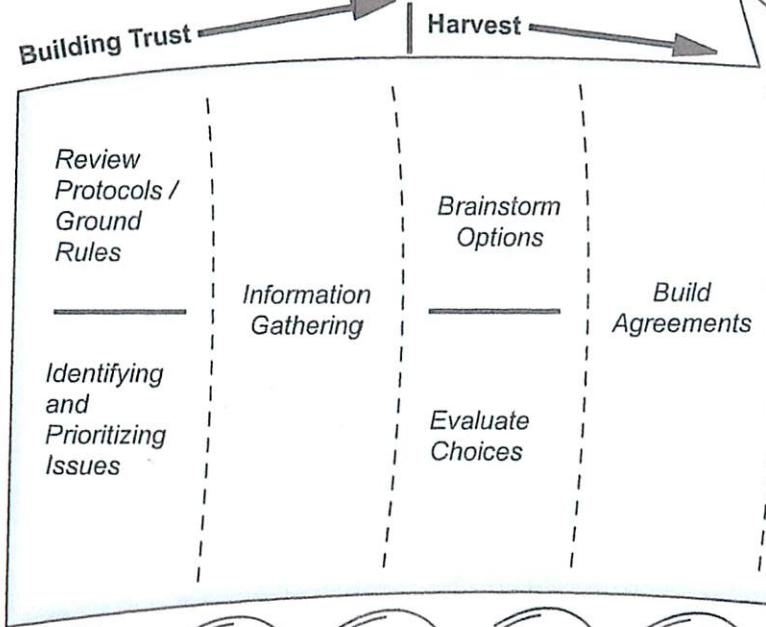 Building Trust
Harvest
Review
Protocols /
Ground
Rules
Identifying
and
Prioritizing
Issues
Information
Gathering
Brainstorm
Options
Evaluate
Choices
Build
Agreements